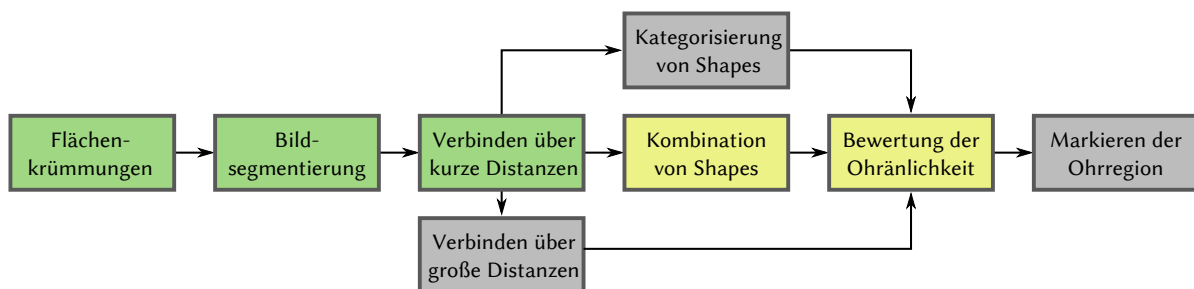 Kategorisierung
von Shapes
Flächen-
krümmungen
Bild-
segmentierung
Verbinden über
kurze Distanzen
Kombination
von Shapes
Bewertung der
Ohränlichkeit
Markieren der
Ohrregion
Verbinden über
große Distanzen